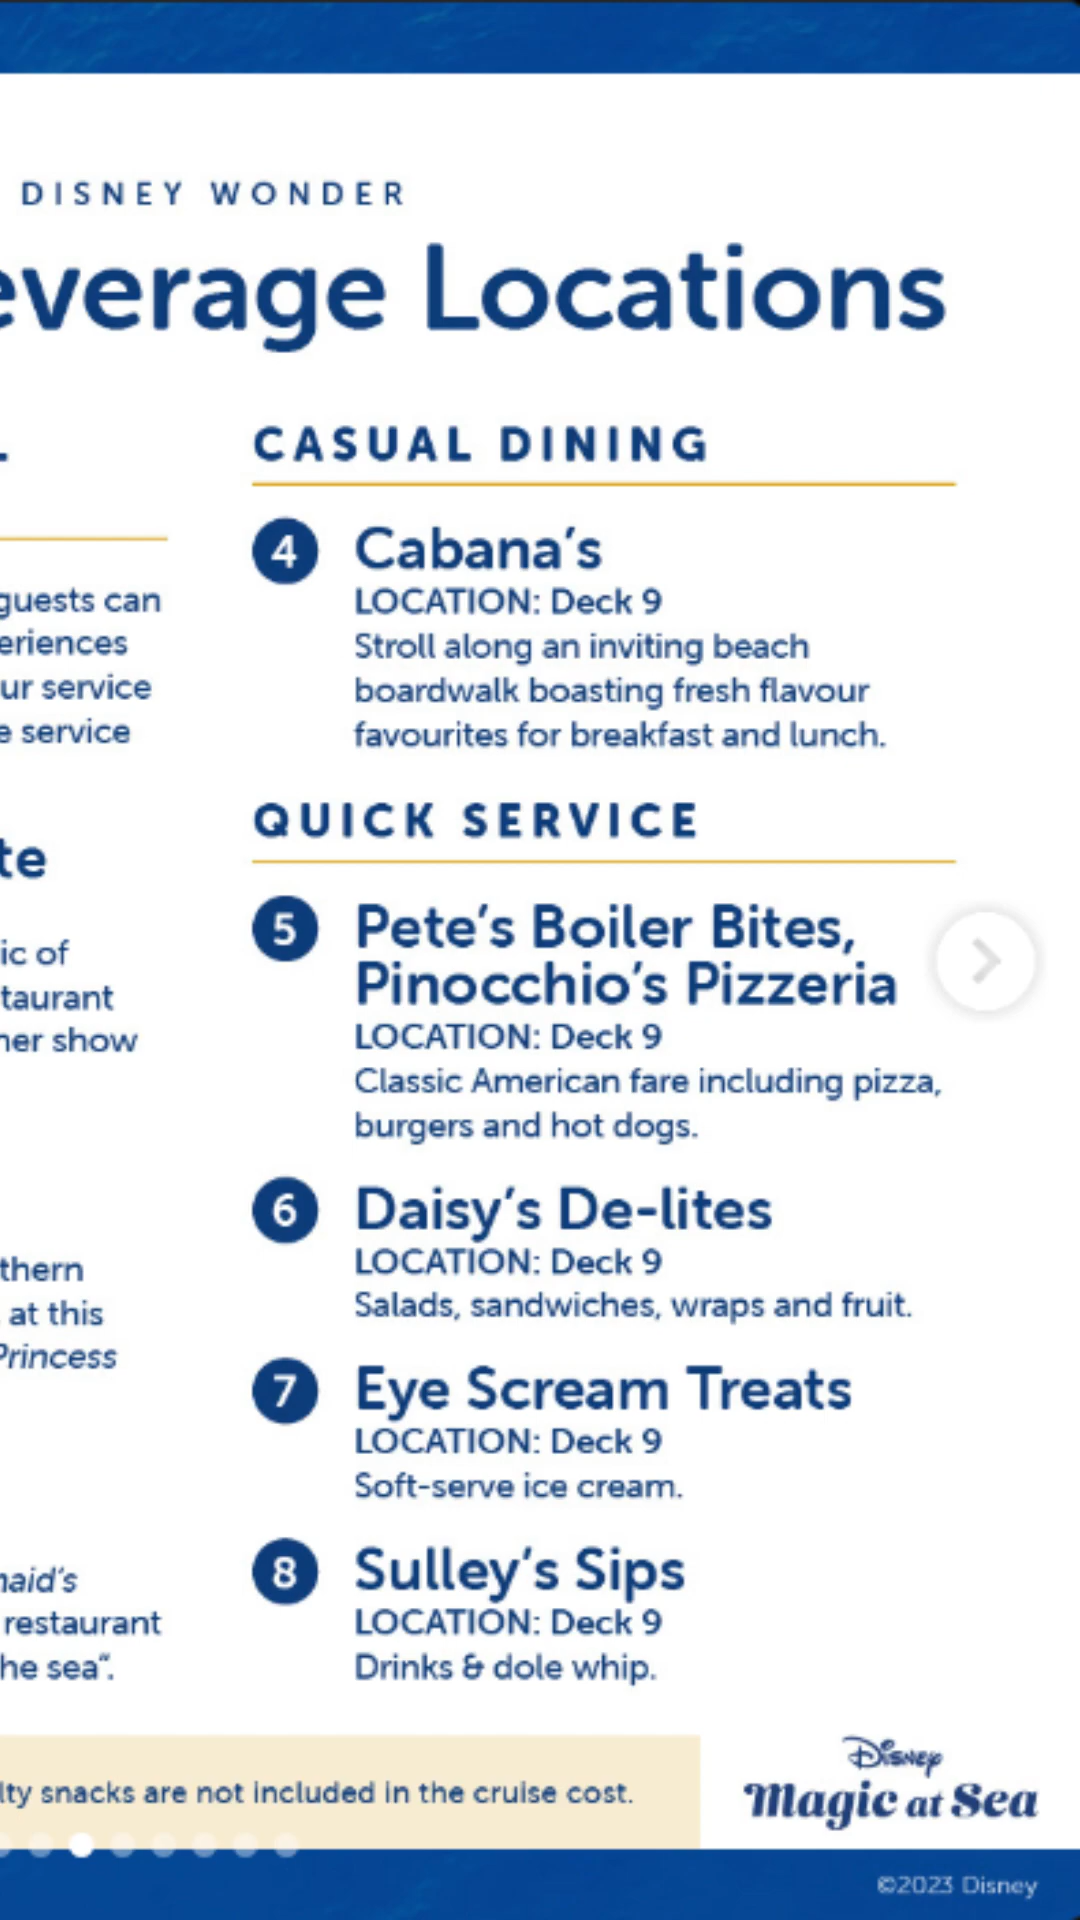 DISNEY WONDER
everage Locations
guests can
eriences
ur service
e service
te
ic of
taurant
ner show
thern
at this
Princess
naid's
restaurant
he sea".
CASUAL DINING
4 Cabana's
LOCATION: Deck 9
Stroll along an inviting beach
boardwalk boasting fresh flavour
favourites for breakfast and lunch.
QUICK SERVICE
5 Pete's Boiler Bites,
Pinocchio's Pizzeria
LOCATION: Deck 9
Classic American fare including pizza,
burgers and hot dogs.
6 Daisy's De-lites
LOCATION: Deck 9
Salads, sandwiches, wraps and fruit.
7 Eye Scream Treats
LOCATION: Deck 9
Soft-serve ice cream.
8 Sulley's Sips
LOCATION: Deck 9
Drinks & dole whip.
lty snacks are not included in the cruise cost.
Disney
Magic at Sea
©2023 Disney